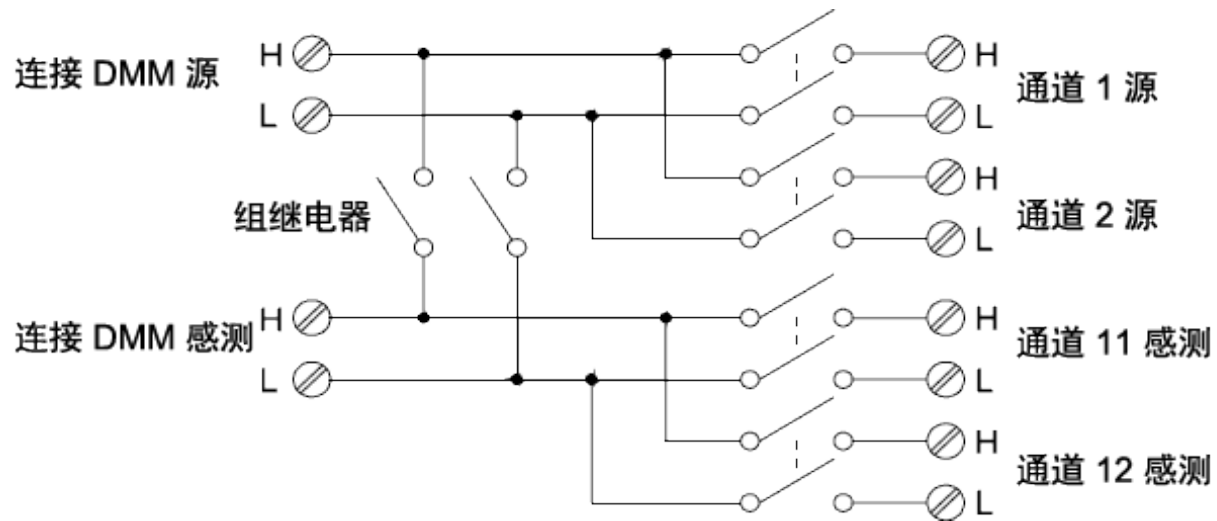 连接 DMM 源
H
L
H
L
通道 1 源
H
L
通道 2 源
组继电器
连接 DMM 感测
H
L
H
L
通道 11 感测
H
L
通道 12 感测